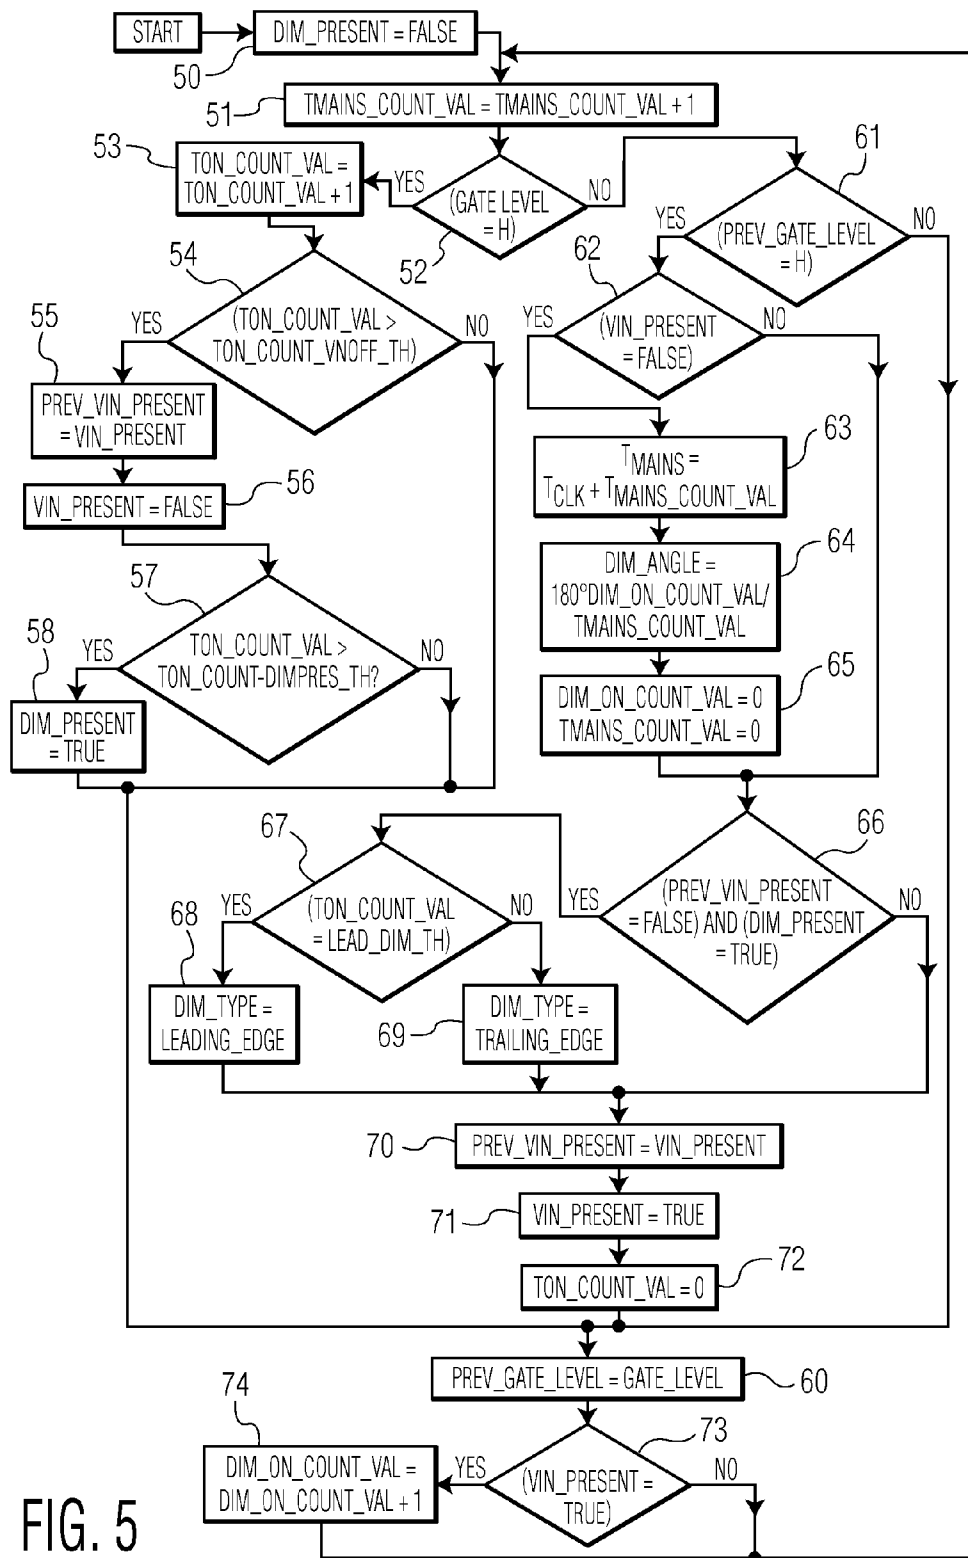 START
DIM_PRESENT = FALSE
50
TMAINS_COUNT_VAL = TMAINS_COUNT_VAL + 1
51
53
TON_COUNT_VAL =
TON_COUNT_VAL + 1
YES
(GATE LEVEL
= H)
NO
52
61
YES
(PREV_GATE_LEVEL
= H)
NO
54
YES
(TON_COUNT_VAL >
TON_COUNT_VNOFF_TH)
NO
62
YES
(VIN_PRESENT
= FALSE)
NO
55
PREV_VIN_PRESENT
= VIN_PRESENT
56
VIN_PRESENT = FALSE
63
TMAINS =
TCLK + TMAINS_COUNT_VAL
64
DIM_ANGLE =
180°DIM_ON_COUNT_VAL/
TMAINS_COUNT_VAL
57
YES
TON_COUNT_VAL >
TON_COUNT-DIMPRES_TH?
NO
58
DIM_PRESENT
= TRUE
65
DIM_ON_COUNT_VAL = 0
TMAINS_COUNT_VAL = 0
66
YES
(PREV_VIN_PRESENT
= FALSE) AND (DIM_PRESENT
= TRUE)
NO
67
YES
(TON_COUNT_VAL
= LEAD_DIM_TH)
NO
68
DIM_TYPE =
LEADING_EDGE
69
DIM_TYPE =
TRAILING_EDGE
70
PREV_VIN_PRESENT = VIN_PRESENT
71
VIN_PRESENT = TRUE
72
TON_COUNT_VAL = 0
PREV_GATE_LEVEL = GATE_LEVEL
60
74
DIM_ON_COUNT_VAL =
DIM_ON_COUNT_VAL + 1
YES
(VIN_PRESENT =
TRUE)
NO
73
FIG. 5